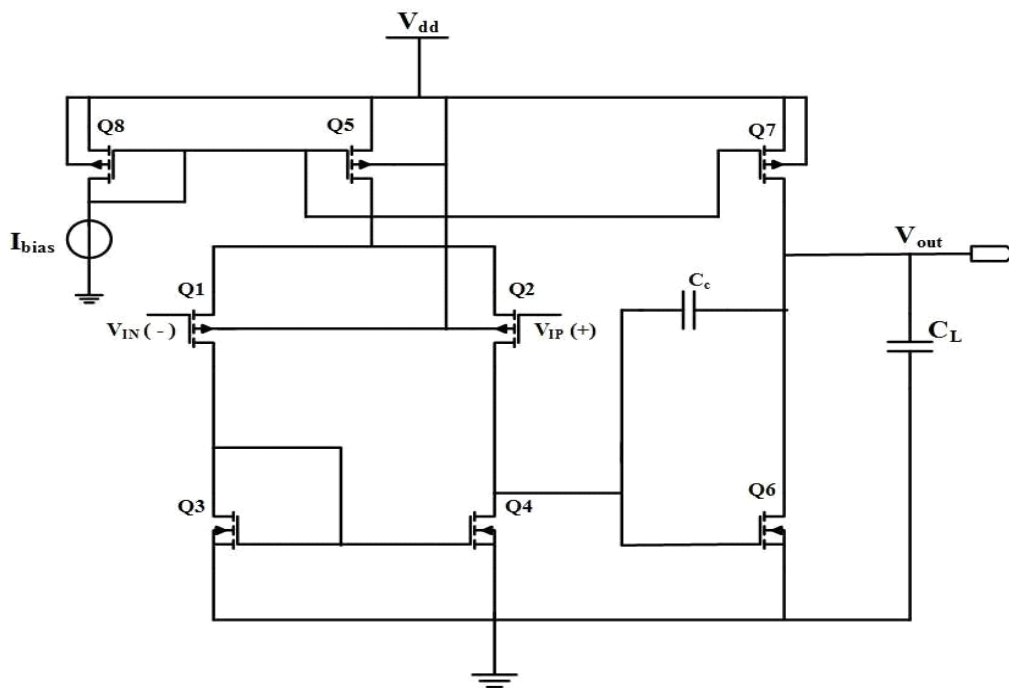 Vdd
Q8
Q5
Q7
Ibias
Vout
Q1
Q2
Cc
VIN (-)
VIP (+)
CL
Q3
Q4
Q6